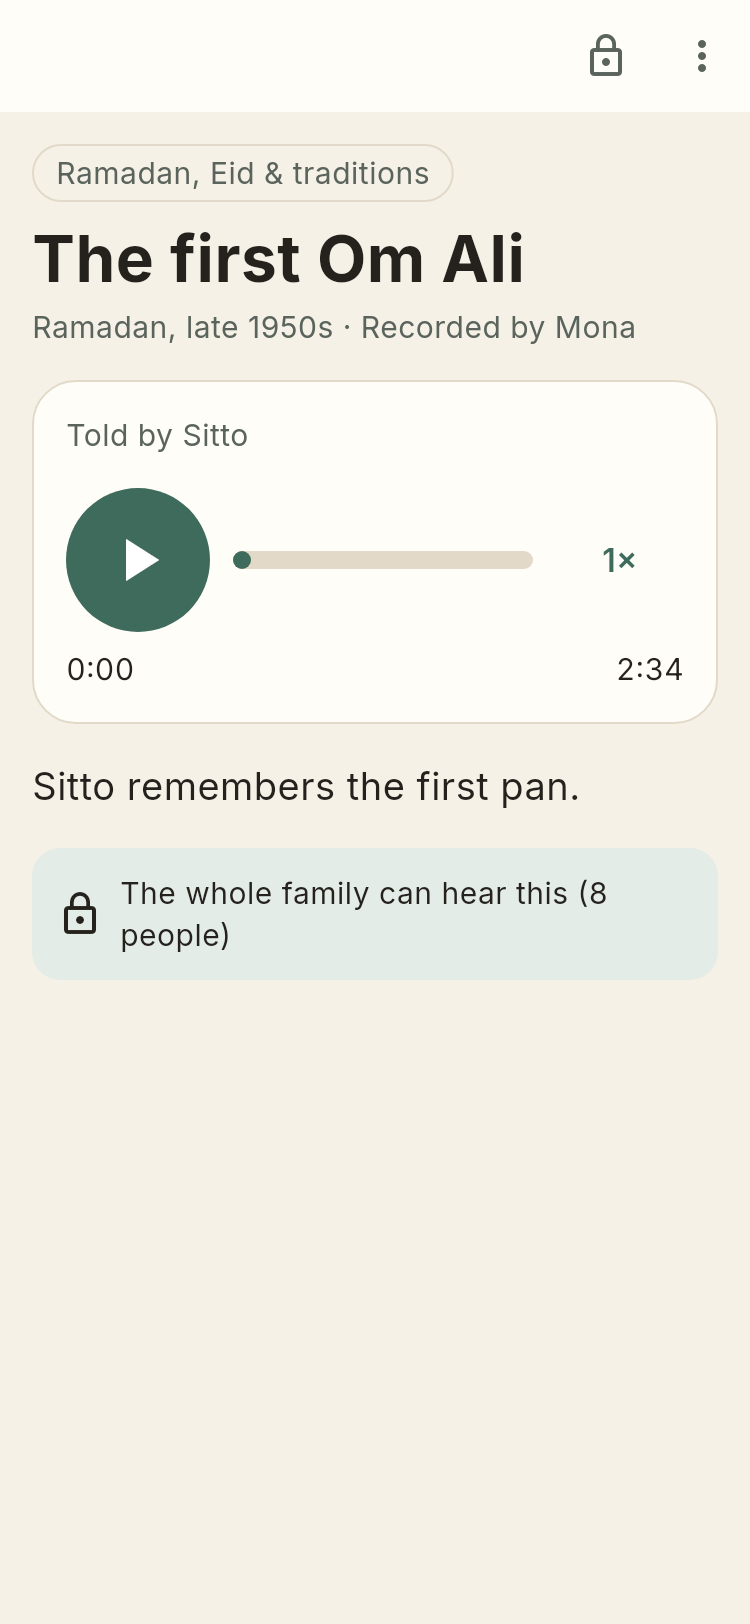 Ramadan, Eid & traditions
The first Om Ali
Ramadan, late 1950s · Recorded by Mona
Told by Sitto
1×
0:00
2:34
Sitto remembers the first pan.
The whole family can hear this (8
people)